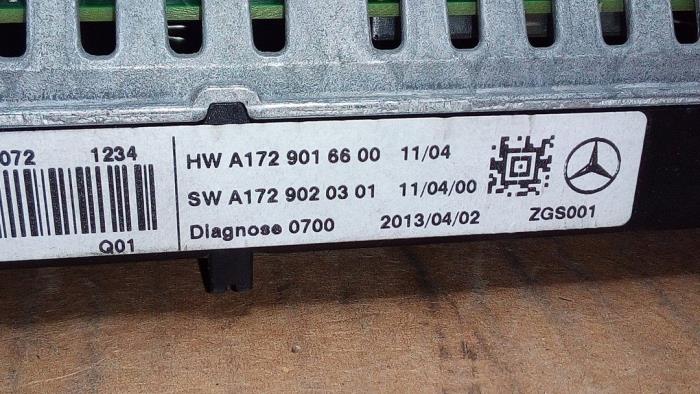 072 1234
Q01
HW A172 901 66 00 11/04
SW A172 902 03 01 11/04/00
Diagnose 0700 2013/04/02
ZGS001